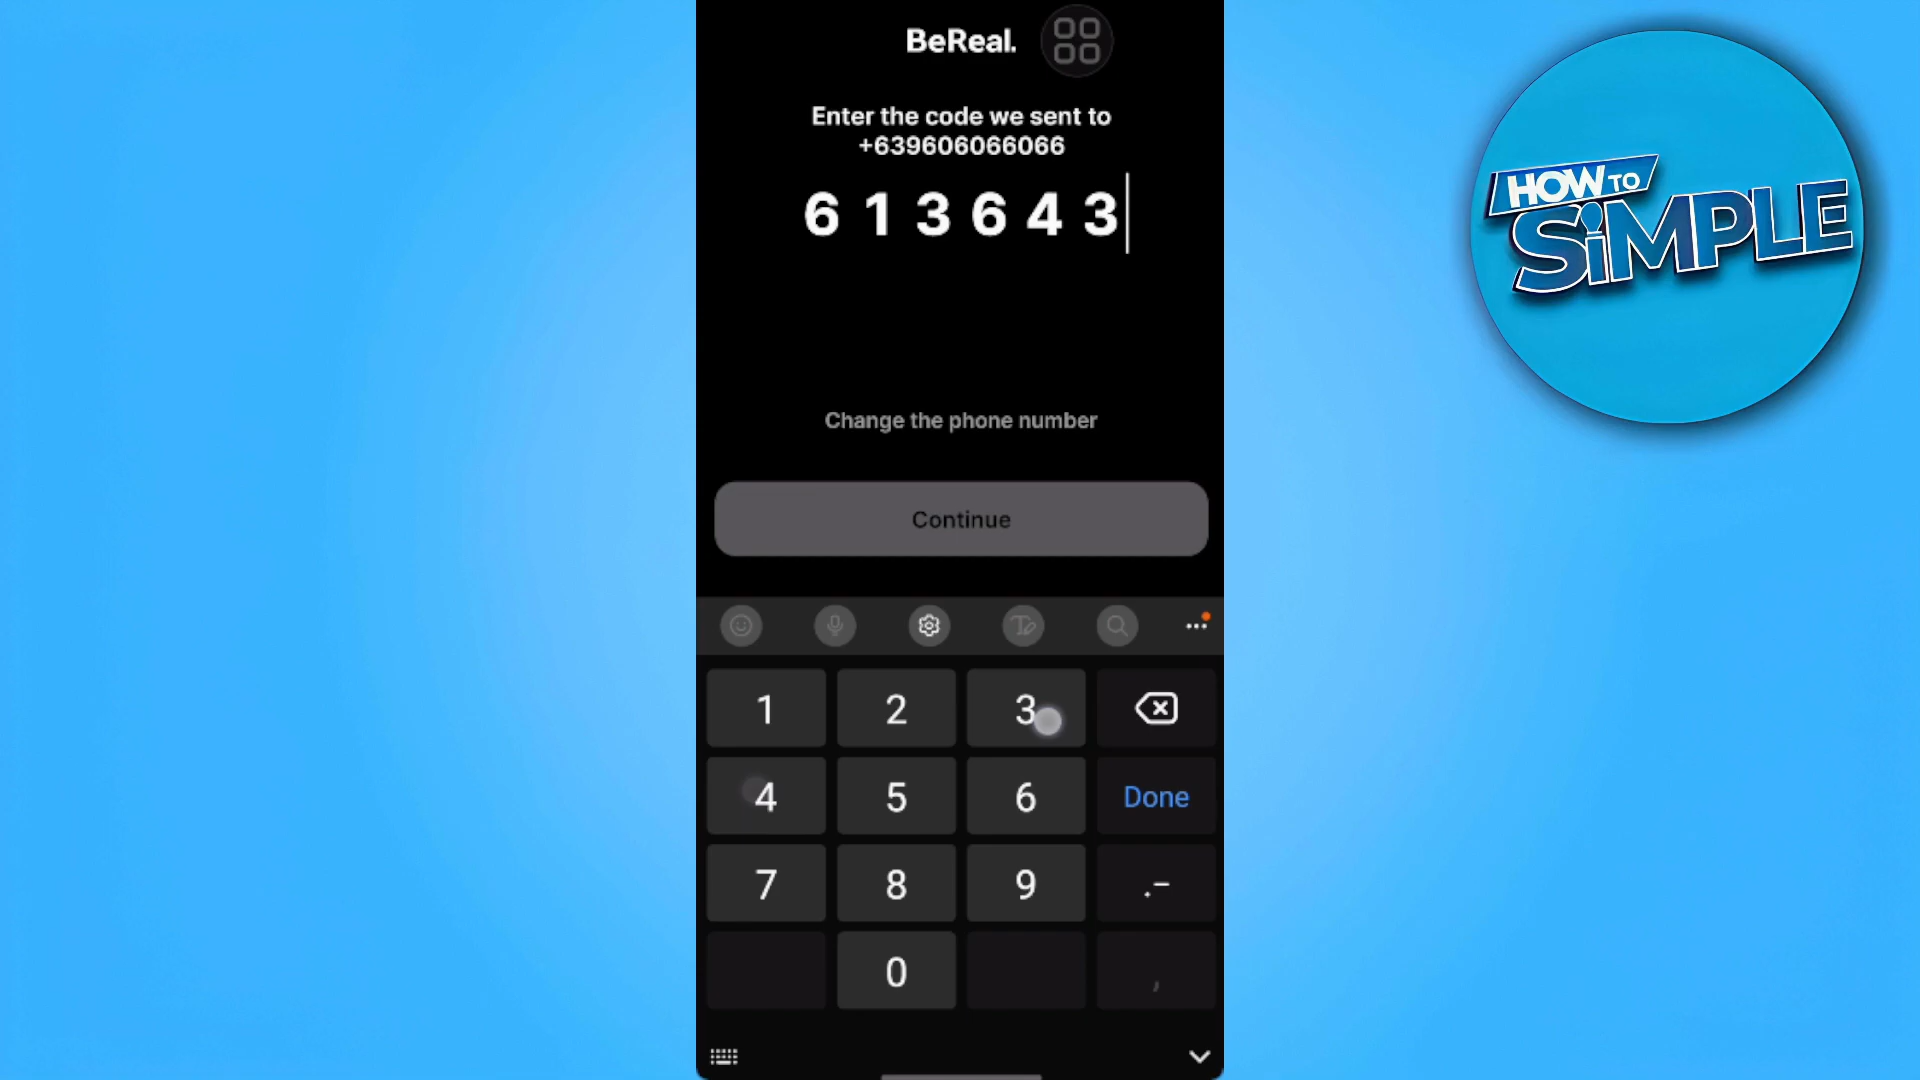 BeReal.
Enter the code we sent to
+639606066066
6 1 3 6 4 3
Change the phone number
Continue
1 2 3
4 5 6 Done
7 8 9 .-
0 ,
HOW TO
SiMPLE